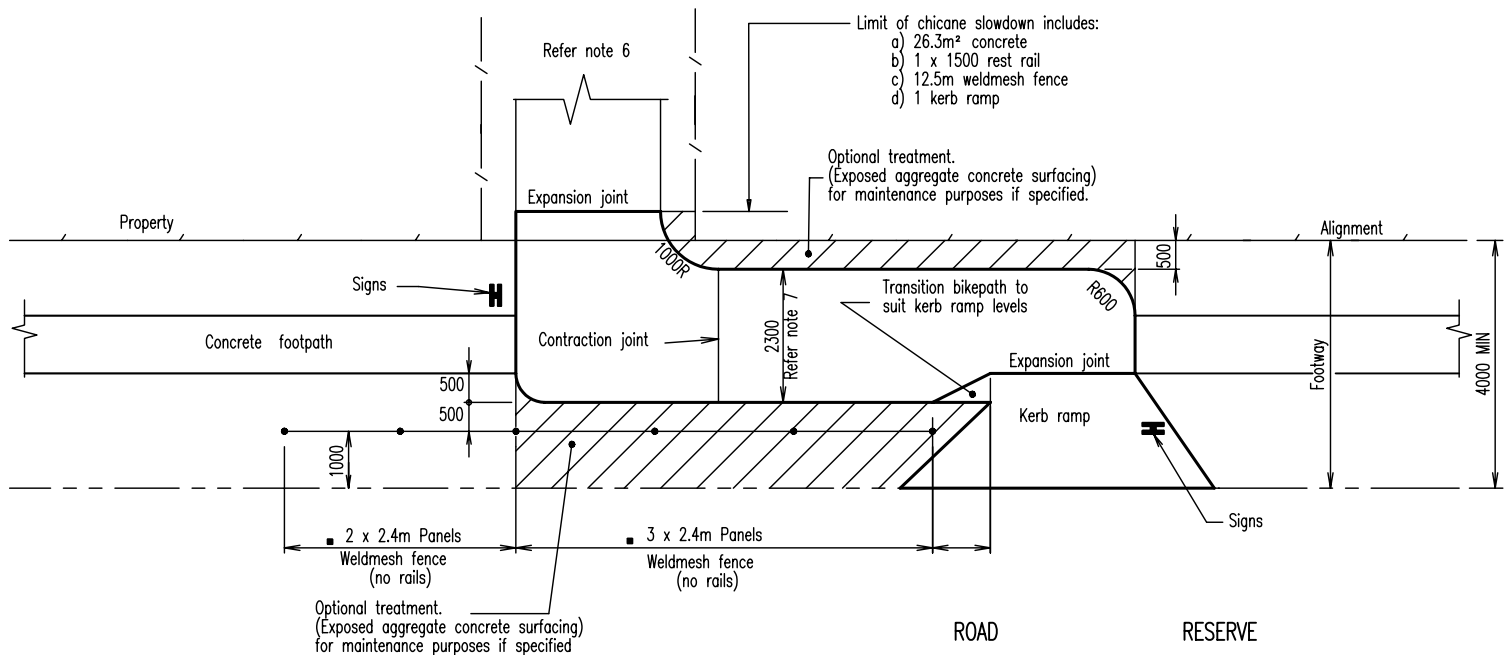 Limit of chicane slowdown includes:
a) 26.3m² concrete
b) 1 x 1500 rest rail
c) 12.5m weldmesh fence
d) 1 kerb ramp
Refer note 6
Optional treatment.
(Exposed aggregate concrete surfacing)
for maintenance purposes if specified.
Expansion joint
Property
Alignment
1000R
500
R600
Signs
Transition bikepath to
suit kerb ramp levels
2300
Refer note 7
Concrete footpath
Contraction joint
Expansion joint
Footway
4000 MIN
500
500
Kerb ramp
1000
Signs
2 x 2.4m Panels
Weldmesh fence
(no rails)
3 x 2.4m Panels
Weldmesh fence
(no rails)
Optional treatment.
(Exposed aggregate concrete surfacing)
for maintenance purposes if specified
ROAD RESERVE